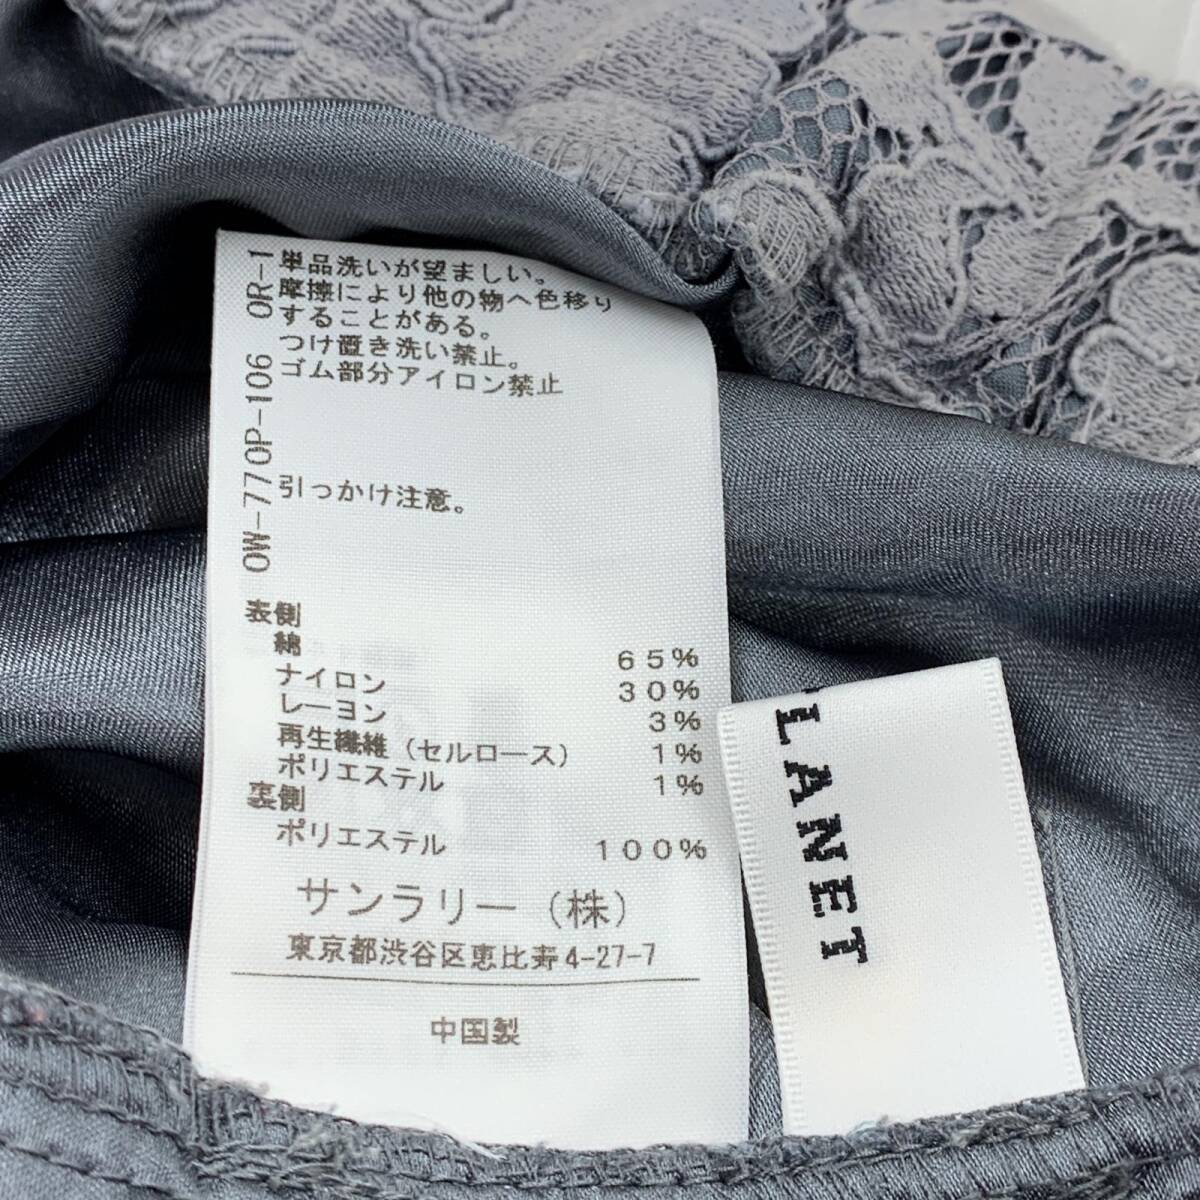 単品洗いが望ましい。
摩擦により他の物へ色移り
することがある。
つけ置き洗い禁止。
ゴム部分アイロン禁止
引っかけ注意。
OW-77OP-106 OR-1
表側
綿 65%
ナイロン 30%
レーヨン 3%
再生繊維(セルロース) 1%
ポリエステル 1%
裏側
ポリエステル 100%
サンラリー(株)
東京都渋谷区恵比寿4-27-7
中国製
PLANET